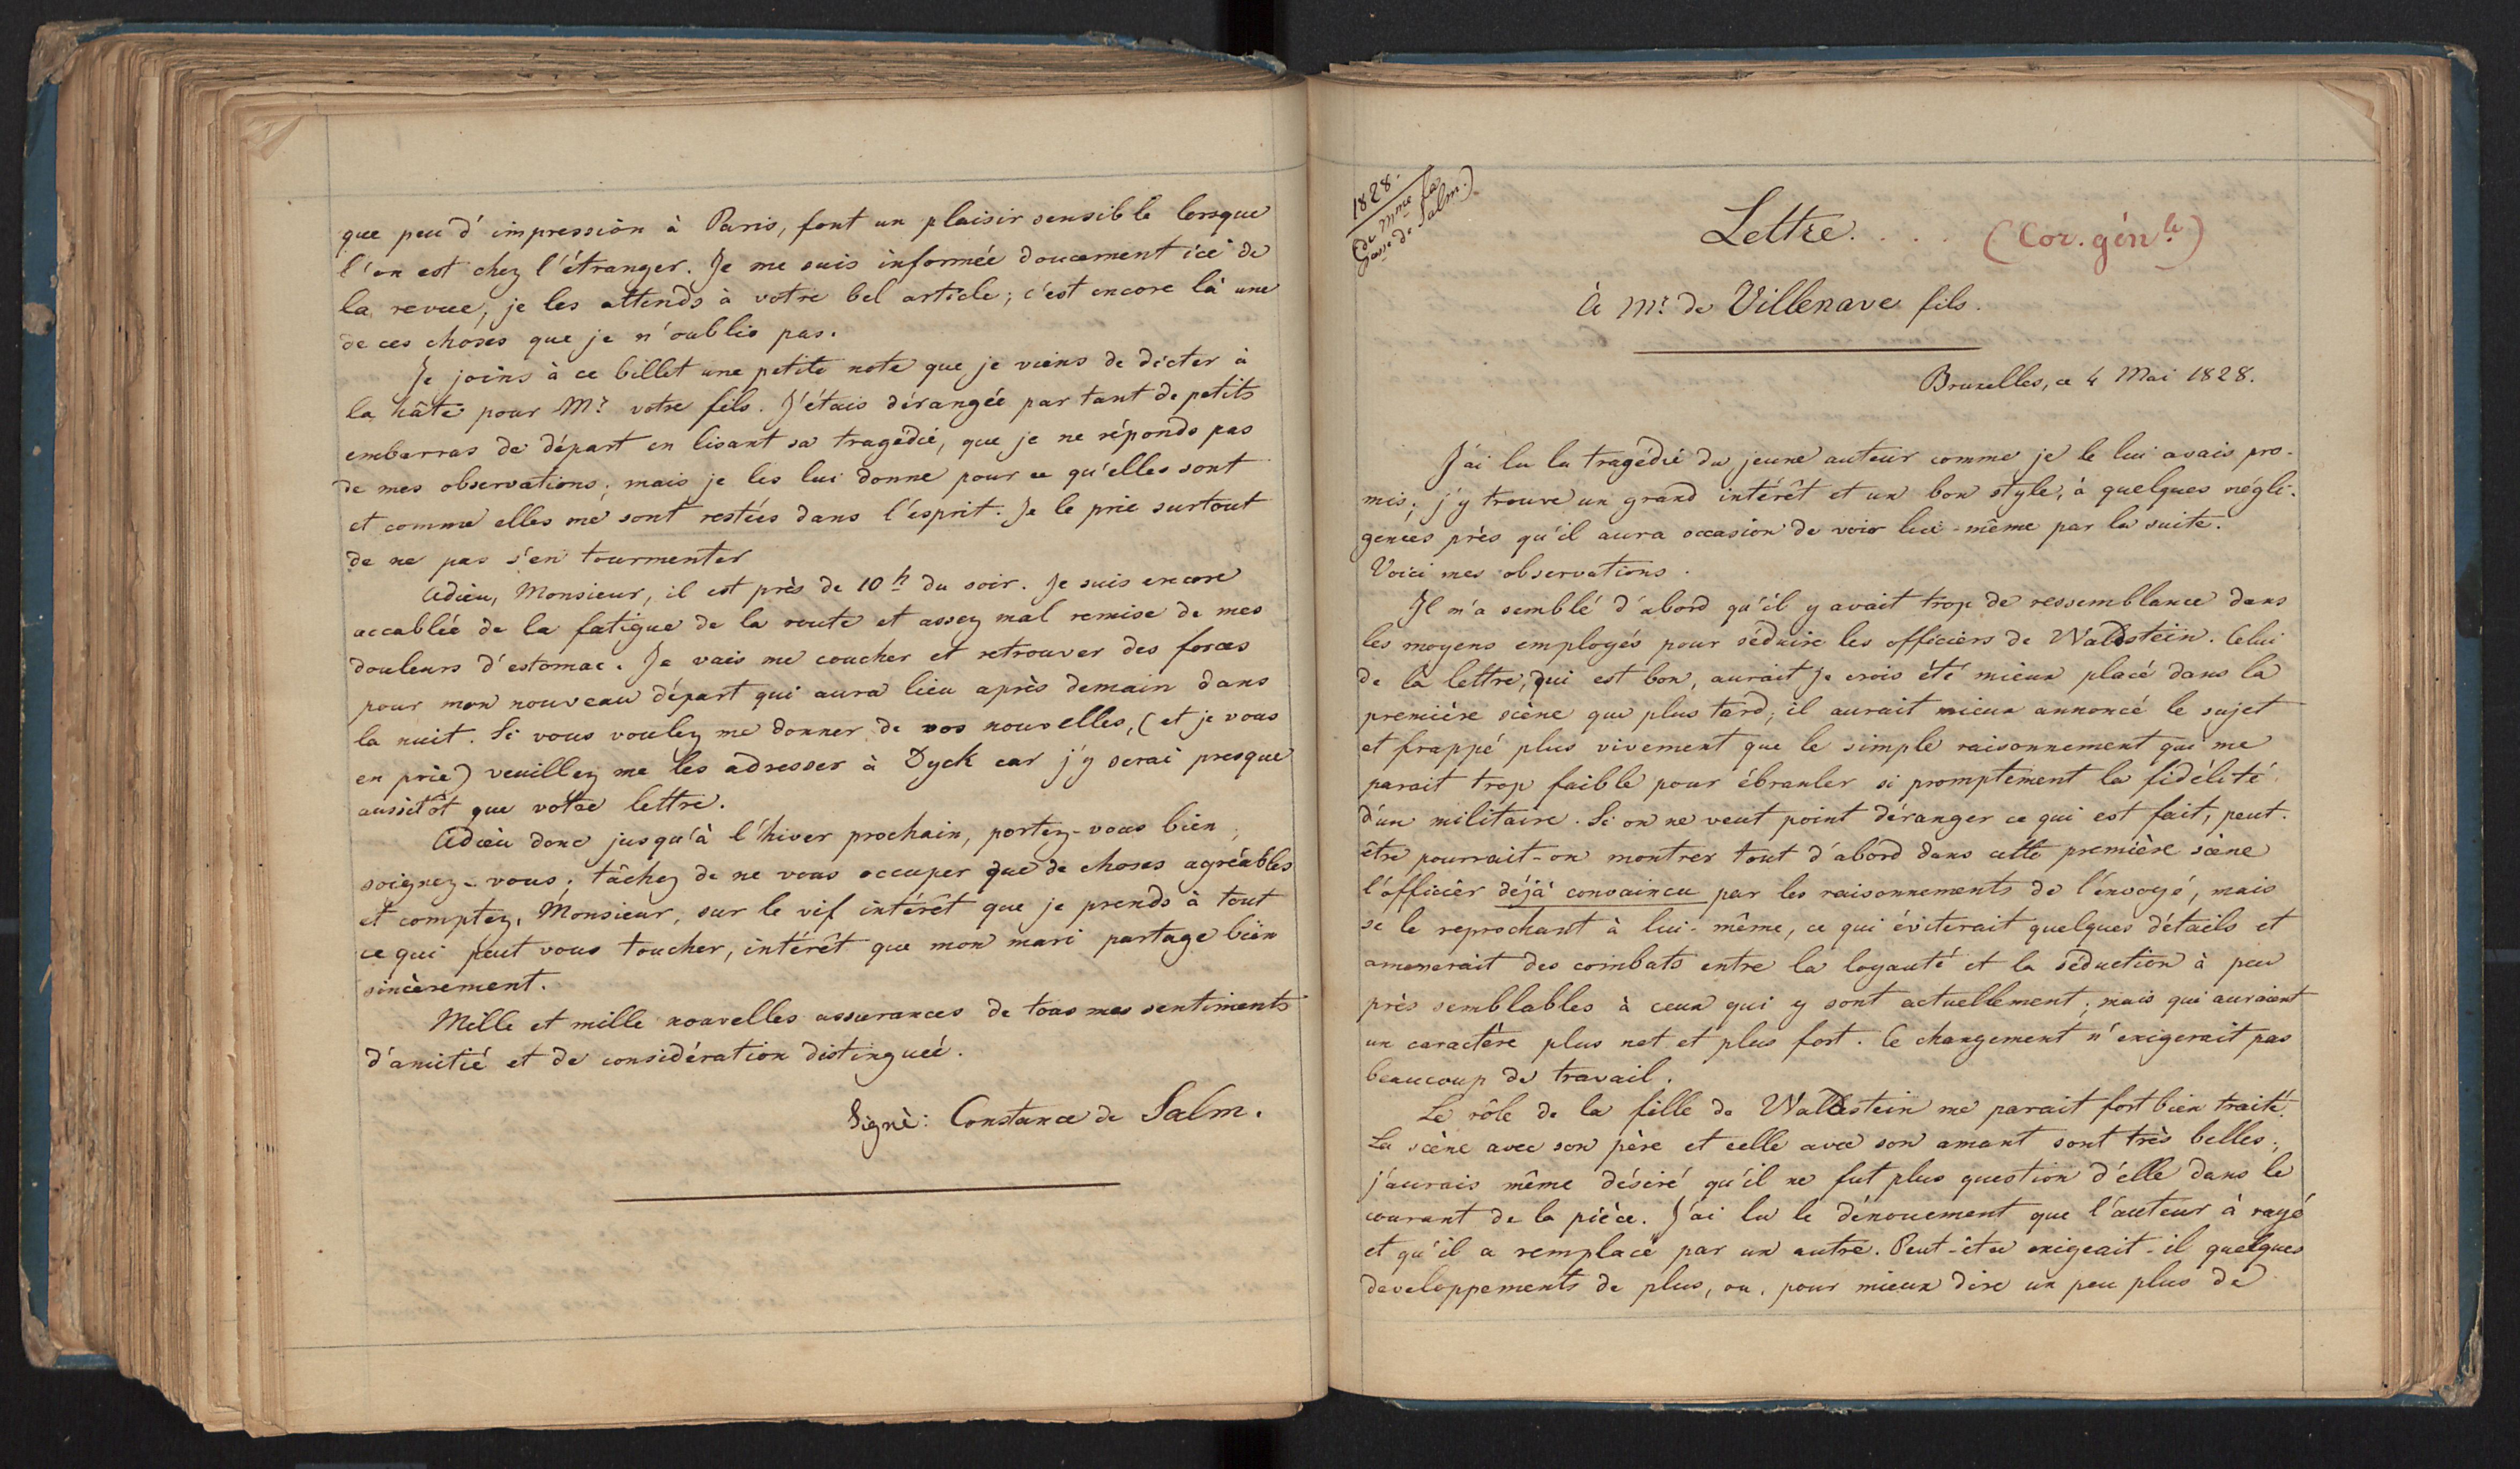 que peu d'impression à Paris, font un plaisir sensible lorsque
l'on est chez l'étranger. Je me suis informée doucement ici de
la revue, je les attends à votre bel article; c'est encore là une
de ces choses que je n'oublie pas.
Je joins à ce billet une petite note que je viens de dicter à
la hâte pour Mr votre fils. J'étais dérangée par tant de petits
embarras de départ en lisant sa tragédie, que je ne réponds pas
de mes observations; mais je les lui donne pour ce qu'elles sont
et comme elles me sont restées dans l'esprit. Je le prie surtout
de ne pas s'en tourmenter
Adieu, Monsieur, il est près de 10 h du soir. Je suis encore
accablée de la fatigue de la route et assez mal remise de mes
douleurs d'estomac. Je vais me coucher et retrouver des forces
pour mon nouveau départ qui aura lieu après demain dans
la nuit. Si vous voulez me donner de vos nouvelles, (et je vous
en prie) veuillez me les adresser à Dyck car j'y serai presque
aussitôt que votre lettre.
Adieu donc jusqu'à l'hiver prochain, portez-vous bien,
soignez-vous; tâchez de ne vous occuper que de choses agréables
et comptez, Monsieur, sur le vif intérêt que je prends à tout
ce qui peut vous toucher, intérêt que mon mari partage bien
sincèrement.
Mille et mille nouvelles assurances de tous mes sentiments
d'amitié et de considération distinguée.
Signé: Constance de Salm.
1828.
(de Mme la
Psse de Salm.)
Lettre. . . . (Cor. génle)
À Mr de Villenave fils.
Bruxelles, ce 4 Mai 1828.
J'ai lu la tragédie du jeune auteur comme je le lui avais pro-
mis; j'y trouve un grand intérêt et un bon style, à quelques négli-
gences près qu'il aura occasion de voir lui-même par la suite.
Voici mes observations.
Il m'a semblé d'abord qu'il y avait trop de ressemblance dans
les moyens employés pour séduire les officiers de Waldstein. Celui
de la lettre, qui est bon, aurait je crois été mieux placé dans la
première scène que plus tard; il aurait mieux annoncé le sujet
et frappé plus vivement que le simple raisonnement qui me
parait trop faible pour ébranler si promptement la fidélité
d'un militaire. Si on ne veut point déranger ce qui est fait, peut-
être pourrait-on montrer tout d'abord dans cette première scène
l'officier déjà convaincu par les raisonnements de l'envoyé, mais
se le reprochant à lui-même, ce qui éviterait quelques détails et
amenerait des combats entre la loyauté et la séduction à peu
près semblables à ceux qui y sont actuellement; mais qui auraient
un caractère plus net et plus fort. Ce changement n'exigerait pas
beaucoup de travail.
Le rôle de la fille de Waldstein me parait fort bien traité.
La scène avec son père et celle avec son amant sont très belles;
j'aurais même désiré qu'il ne fut plus question d'elle dans le
courant de la pièce. J'ai lu le dénouement que l'auteur à rayé
et qu'il a remplacé par un autre. Peut-être exigeait-il quelques
développements de plus, ou, pour mieux dire un peu plus de